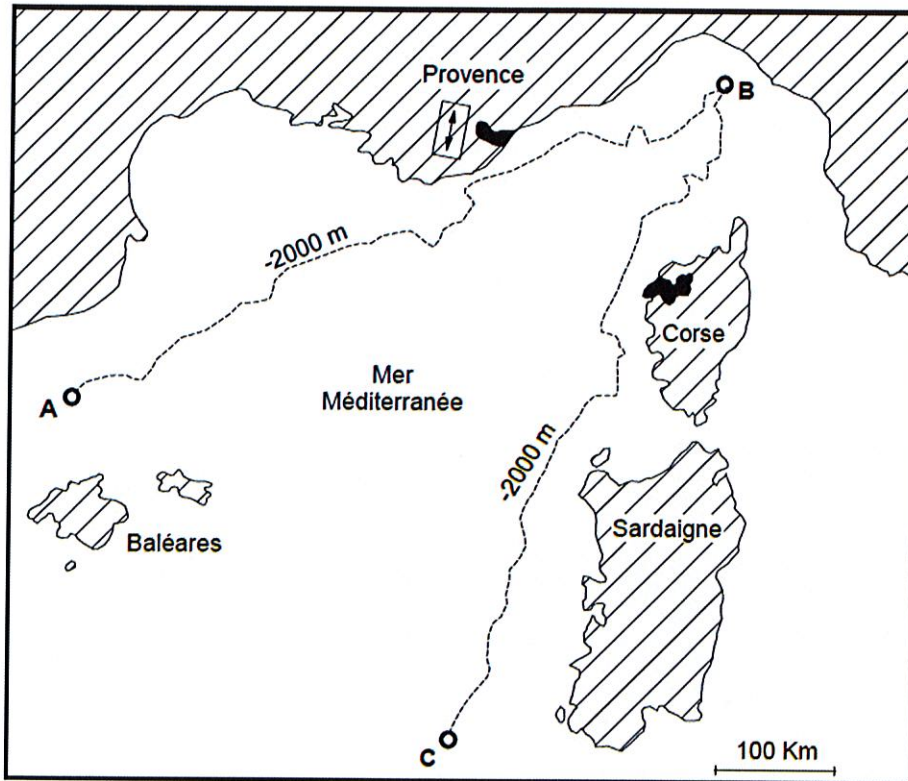 Provence
B
-2000 m
Corse
Mer
Méditerranée
A
-2000 m
Baléares
Sardaigne
C
100 Km